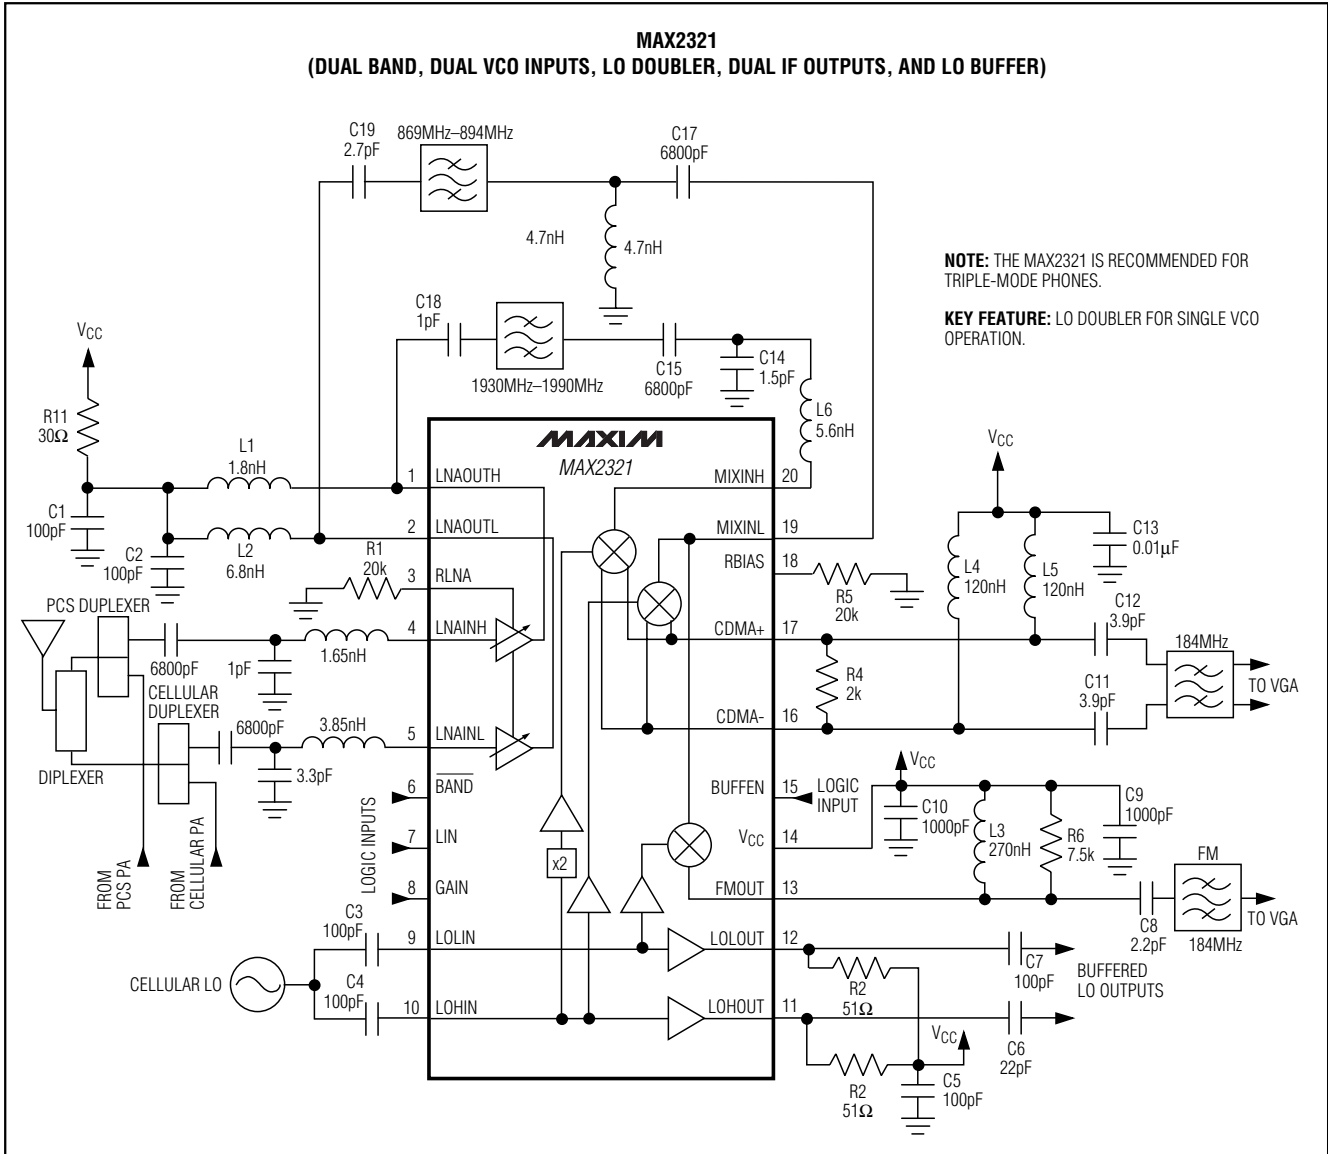 MAX2321
(DUAL BAND, DUAL VCO INPUTS, LO DOUBLER, DUAL IF OUTPUTS, AND LO BUFFER)
C19
2.7pF
869MHz–894MHz
C17
6800pF
4.7nH
4.7nH
NOTE: THE MAX2321 IS RECOMMENDED FOR
TRIPLE-MODE PHONES.
KEY FEATURE: LO DOUBLER FOR SINGLE VCO
OPERATION.
C18
1pF
1930MHz–1990MHz
C15
6800pF
C14
1.5pF
L6
5.6nH
VCC
R11
30Ω
C1
100pF
C2
100pF
L1
1.8nH
L2
6.8nH
R1
20k
MAXIM
MAX2321
1 LNAOUTH
2 LNAOUTL
3 RLNA
4 LNAINH
5 LNAINL
6 BAND
7 LIN
8 GAIN
9 LOLIN
10 LOHIN
MIXINH 20
MIXINL 19
RBIAS 18
CDMA+ 17
CDMA- 16
BUFFEN 15
VCC 14
FMOUT 13
LOLOUT 12
LOHOUT 11
x2
PCS DUPLEXER
6800pF
1pF
1.65nH
CELLULAR
DUPLEXER
6800pF
3.85nH
3.3pF
DIPLEXER
FROM
PCS PA
FROM
CELLULAR PA
LOGIC INPUTS
C3
100pF
C4
100pF
CELLULAR LO
R5
20k
R4
2k
VCC
L4
120nH
L5
120nH
C13
0.01µF
C12
3.9pF
C11
3.9pF
184MHz
TO VGA
LOGIC
INPUT
VCC
C10
1000pF
L3
270nH
R6
7.5k
C9
1000pF
C8
2.2pF
FM
184MHz
TO VGA
C7
100pF
BUFFERED
LO OUTPUTS
R2
51Ω
VCC
C6
22pF
R2
51Ω
C5
100pF